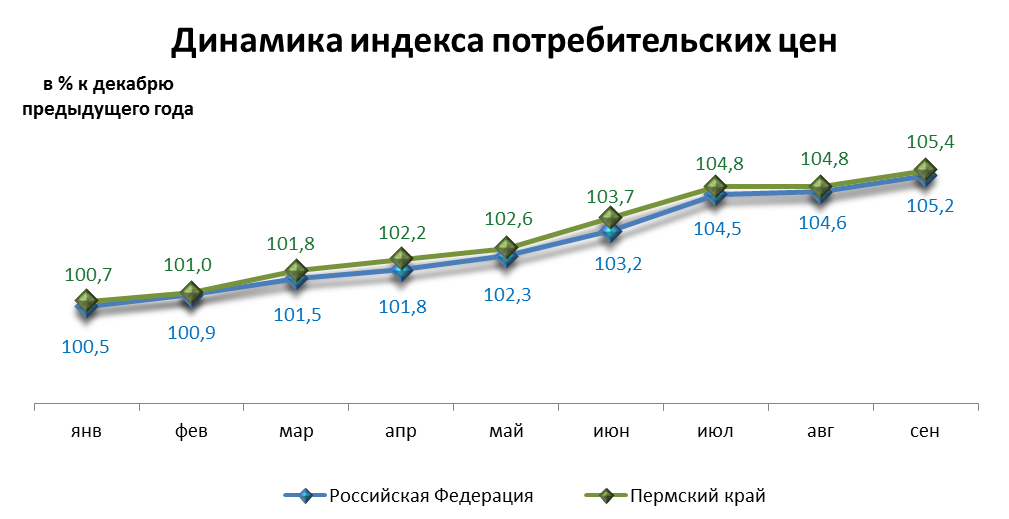 Динамика индекса потребительских цен
в % к декабрю
предыдущего года
100,7 101,0 101,8 102,2 102,6 103,7 104,8 104,8 105,4
100,5 100,9 101,5 101,8 102,3 103,2 104,5 104,6 105,2
янв фев мар апр май июн июл авг сен
Российская Федерация Пермский край